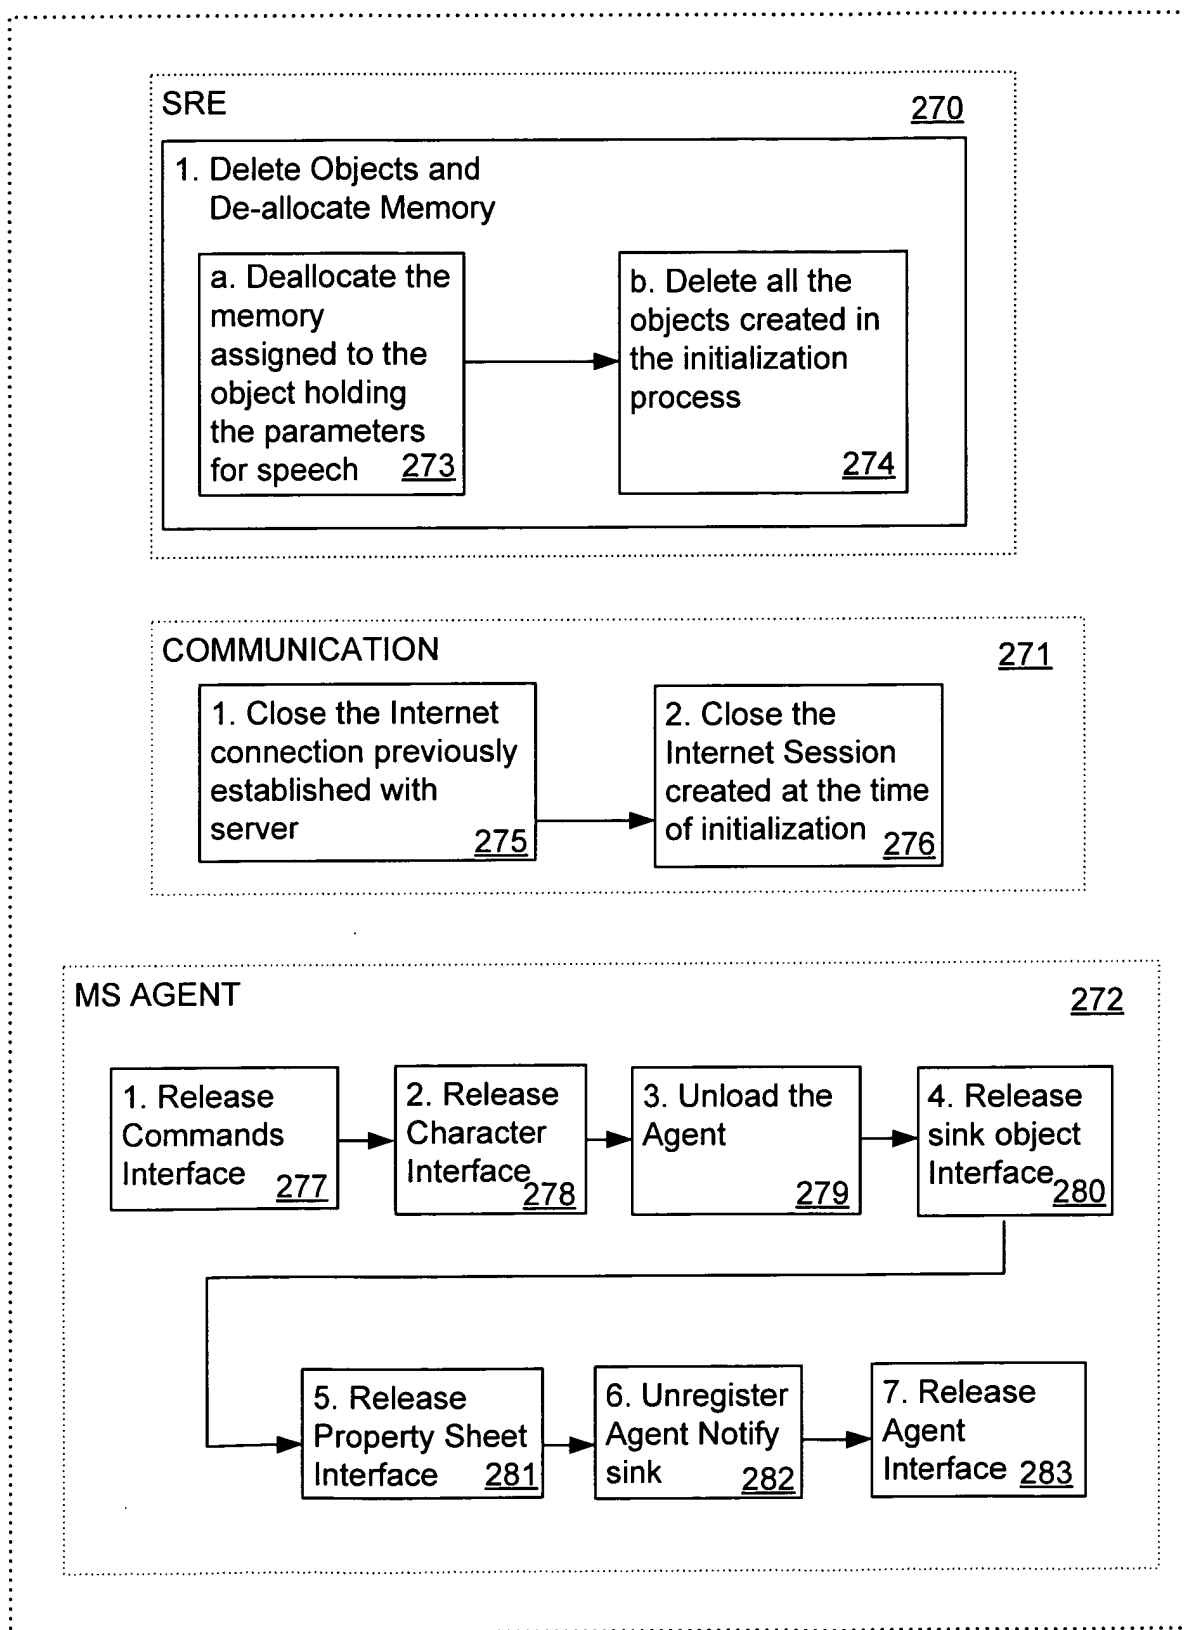 SRE
270
1. Delete Objects and
De-allocate Memory
a. Deallocate the
memory
assigned to the
object holding
the parameters
for speech 273
b. Delete all the
objects created in
the initialization
process
274
COMMUNICATION
271
1. Close the Internet
connection previously
established with
server 275
2. Close the
Internet Session
created at the time
of initialization 276
MS AGENT
272
1. Release
Commands
Interface 277
2. Release
Character
Interface 278
3. Unload the
Agent
279
4. Release
sink object
Interface 280
5. Release
Property Sheet
Interface 281
6. Unregister
Agent Notify
sink 282
7. Release
Agent
Interface 283